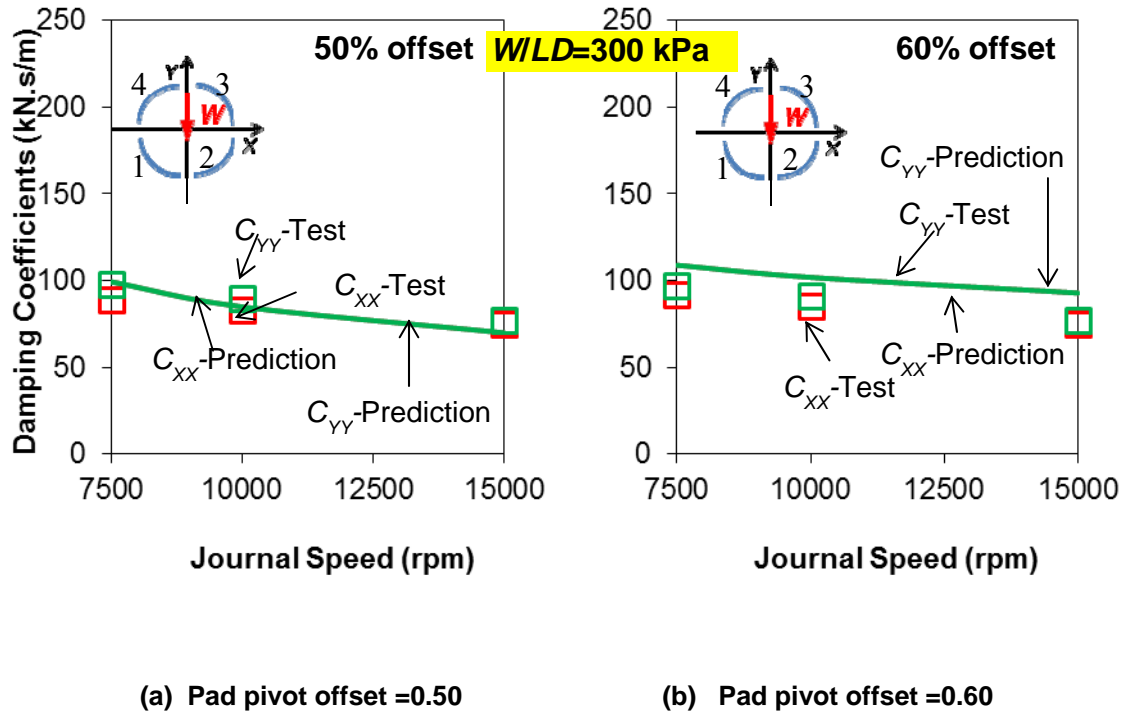 50% offset
W/LD=300 kPa
60% offset
Damping Coefficients (kN.s/m)
250
200
150
100
50
0
7500
10000
12500
15000
Journal Speed (rpm)
4
3
1
2
Y
X
W
C_YY-Test
C_XX-Test
C_XX-Prediction
C_YY-Prediction
250
200
150
100
50
0
7500
10000
12500
15000
Journal Speed (rpm)
4
3
1
2
Y
X
W
C_YY-Prediction
C_YY-Test
C_XX-Prediction
C_XX-Test
(a) Pad pivot offset =0.50
(b) Pad pivot offset =0.60